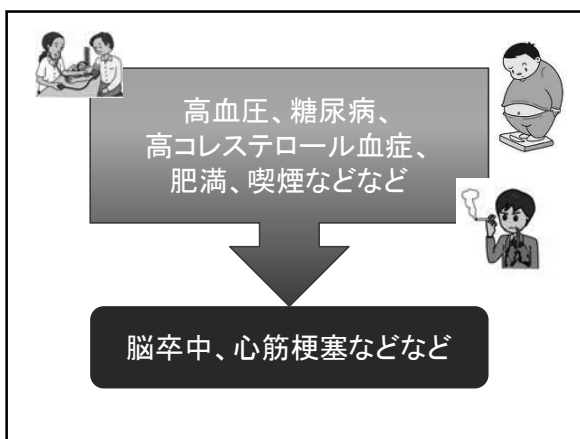 高血圧、糖尿病、
高コレステロール血症、
肥満、喫煙などなど
脳卒中、心筋梗塞などなど